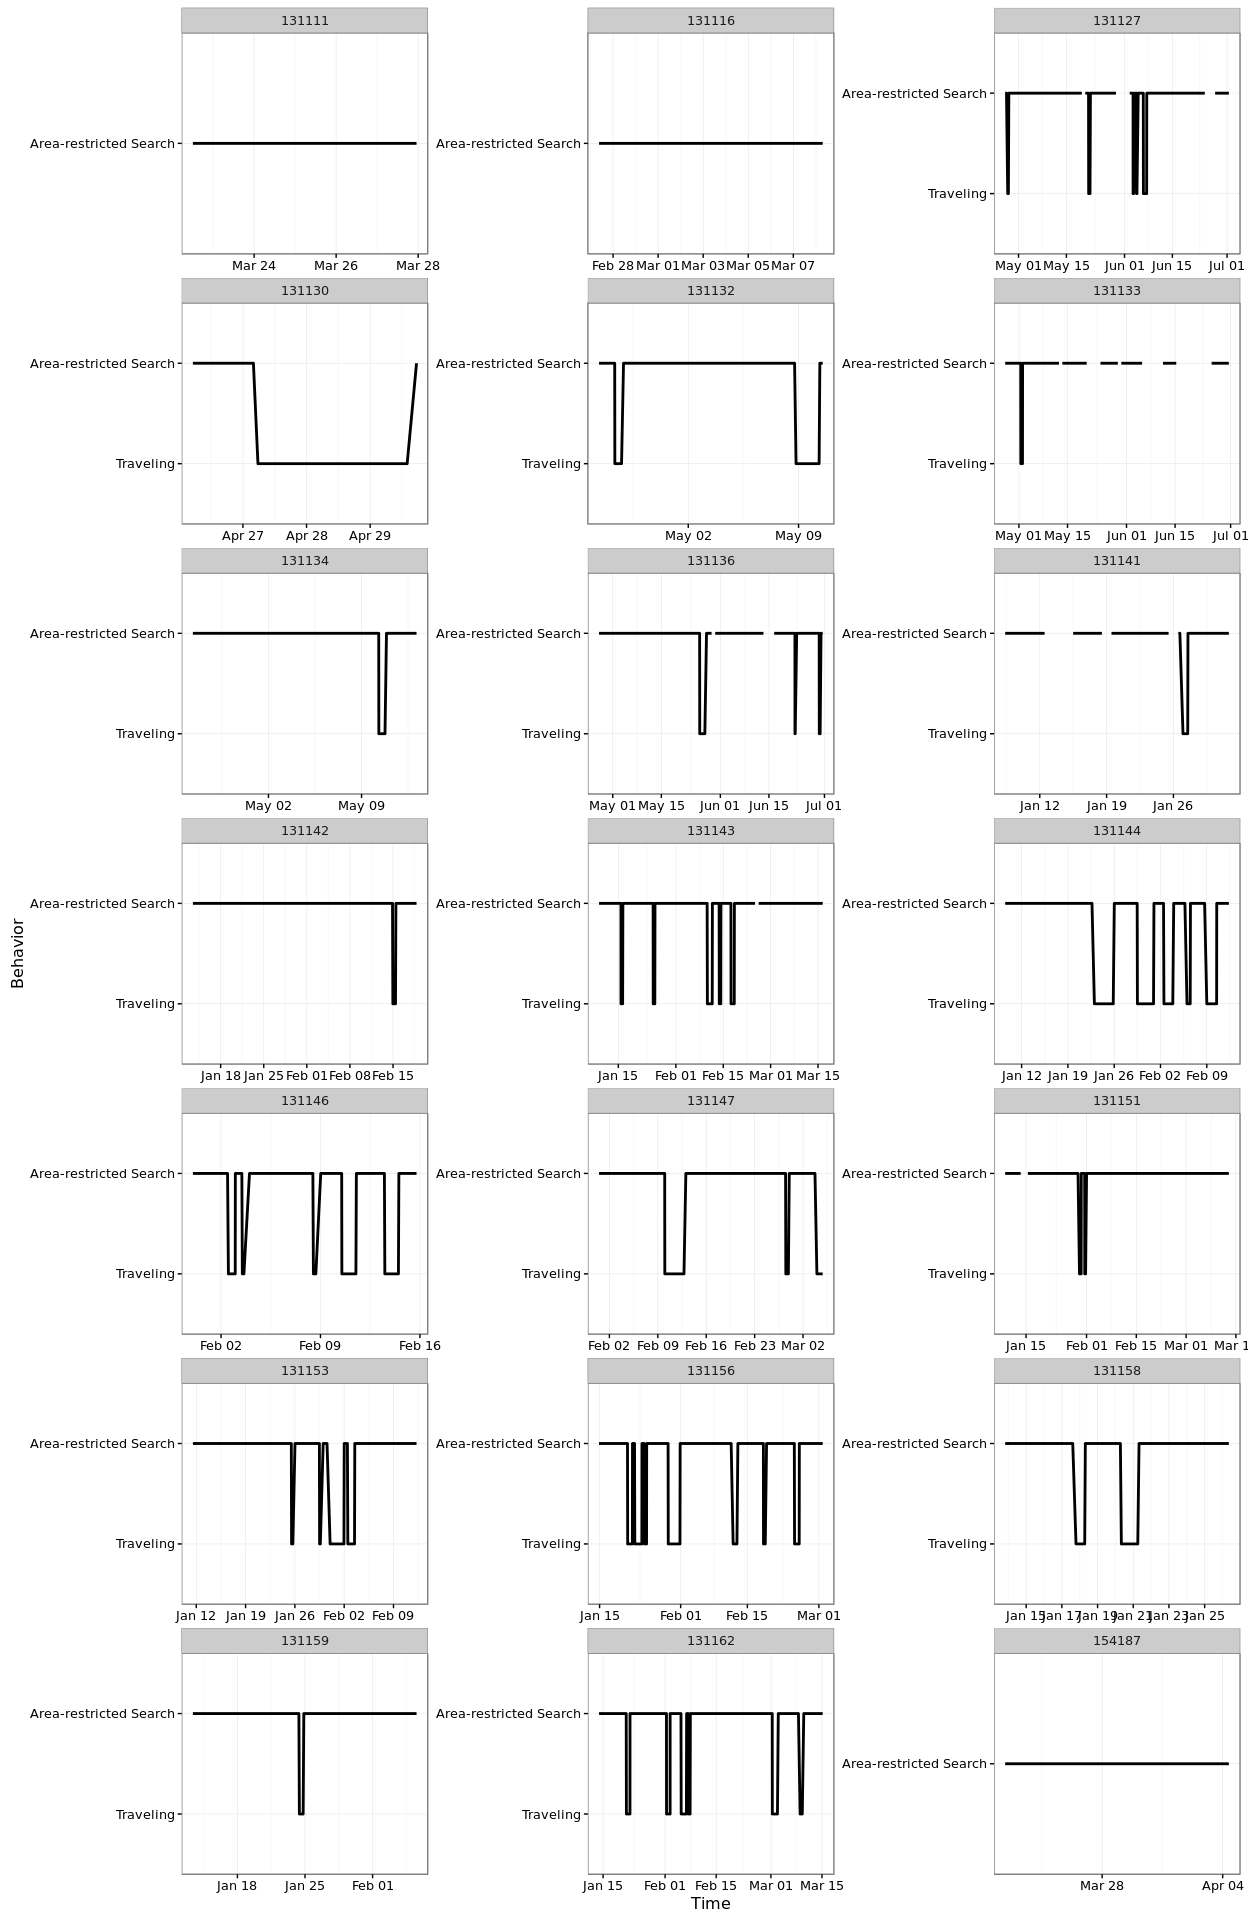 131111 131116 131127
Area-restricted Search Area-restricted Search Area-restricted Search
Traveling
Mar 24 Mar 26 Mar 28 Feb 28 Mar 01 Mar 03 Mar 05 Mar 07 May 01 May 15 Jun 01 Jun 15 Jul 01
131130 131132 131133
Area-restricted Search Area-restricted Search Area-restricted Search
Traveling Traveling Traveling
Apr 27 Apr 28 Apr 29 May 02 May 09 May 01 May 15 Jun 01 Jun 15 Jul 01
131134 131136 131141
Area-restricted Search Area-restricted Search Area-restricted Search
Traveling Traveling Traveling
May 02 May 09 May 01 May 15 Jun 01 Jun 15 Jul 01 Jan 12 Jan 19 Jan 26
131142 131143 131144
Area-restricted Search Area-restricted Search Area-restricted Search
Behavior
Traveling Traveling Traveling
Jan 18 Jan 25 Feb 01 Feb 08 Feb 15 Jan 15 Feb 01 Feb 15 Mar 01 Mar 15 Jan 12 Jan 19 Jan 26 Feb 02 Feb 09
131146 131147 131151
Area-restricted Search Area-restricted Search Area-restricted Search
Traveling Traveling Traveling
Feb 02 Feb 09 Feb 16 Feb 02 Feb 09 Feb 16 Feb 23 Mar 02 Jan 15 Feb 01 Feb 15 Mar 01 Mar 1
131153 131156 131158
Area-restricted Search Area-restricted Search Area-restricted Search
Traveling Traveling Traveling
Jan 12 Jan 19 Jan 26 Feb 02 Feb 09 Jan 15 Feb 01 Feb 15 Mar 01 Jan 15 Jan 17 Jan 19 Jan 21 Jan 23 Jan 25
131159 131162 154187
Area-restricted Search Area-restricted Search Area-restricted Search
Traveling Traveling
Jan 18 Jan 25 Feb 01 Jan 15 Feb 01 Feb 15 Mar 01 Mar 15 Mar 28 Apr 04
Time